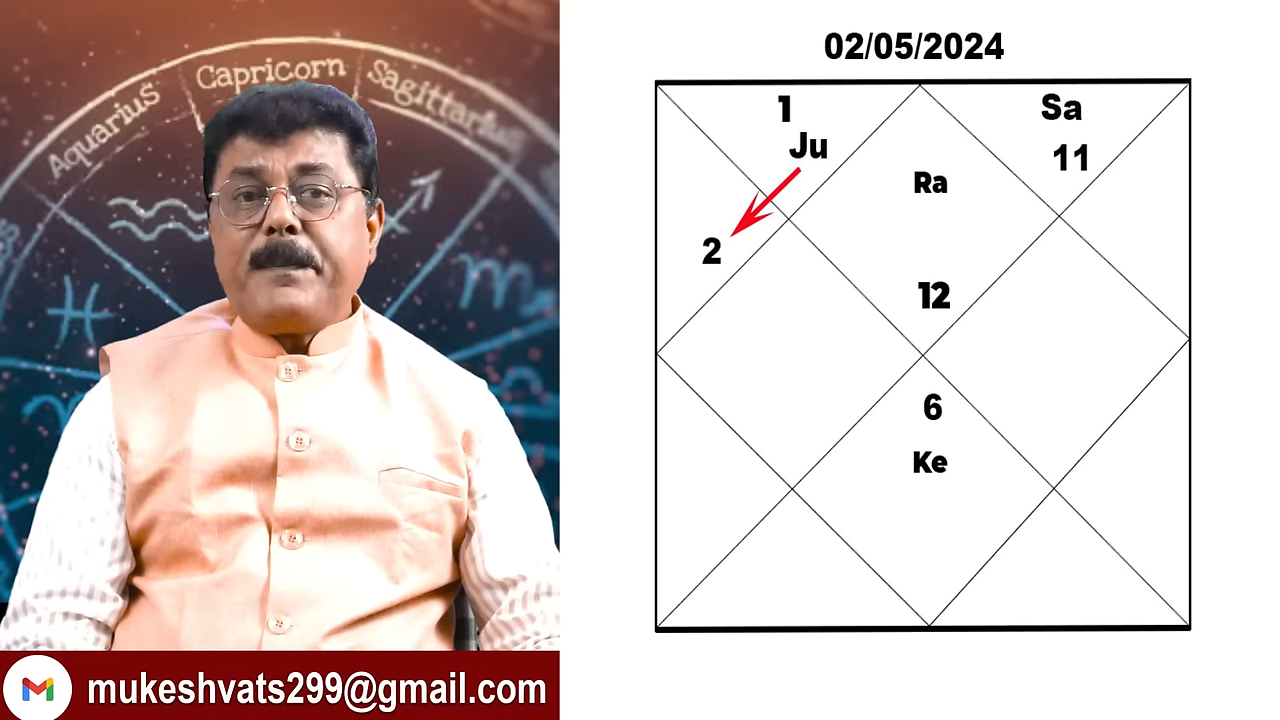 Aquarius
Capricorn
Sagittarius
mukeshvats299@gmail.com
02/05/2024
1
Ju
Sa
11
Ra
2
12
6
Ke